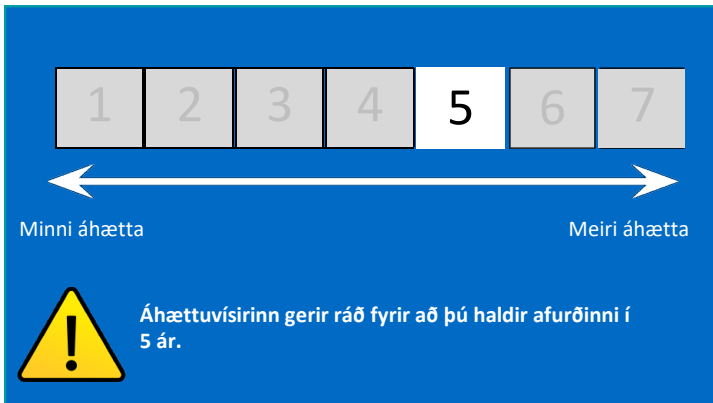 1 2 3 4 5 6 7
Minni áhætta Meiri áhætta
Áhættuvísirinn gerir ráð fyrir að þú haldir afurðinni í
5 ár.